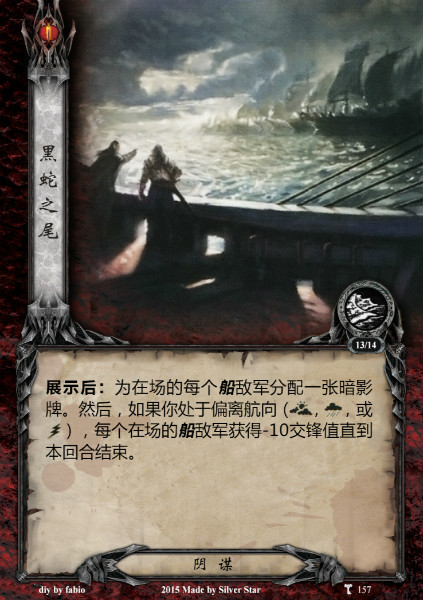 黑蛇之尾
13/14
展示后：为在场的每个船敌军分配一张暗影
牌。然后，如果你处于偏离航向（，，或
），每个在场的船敌军获得-10交锋值直到
本回合结束。
阴 谋
diy by fabio 2015 Made by Silver Star 157